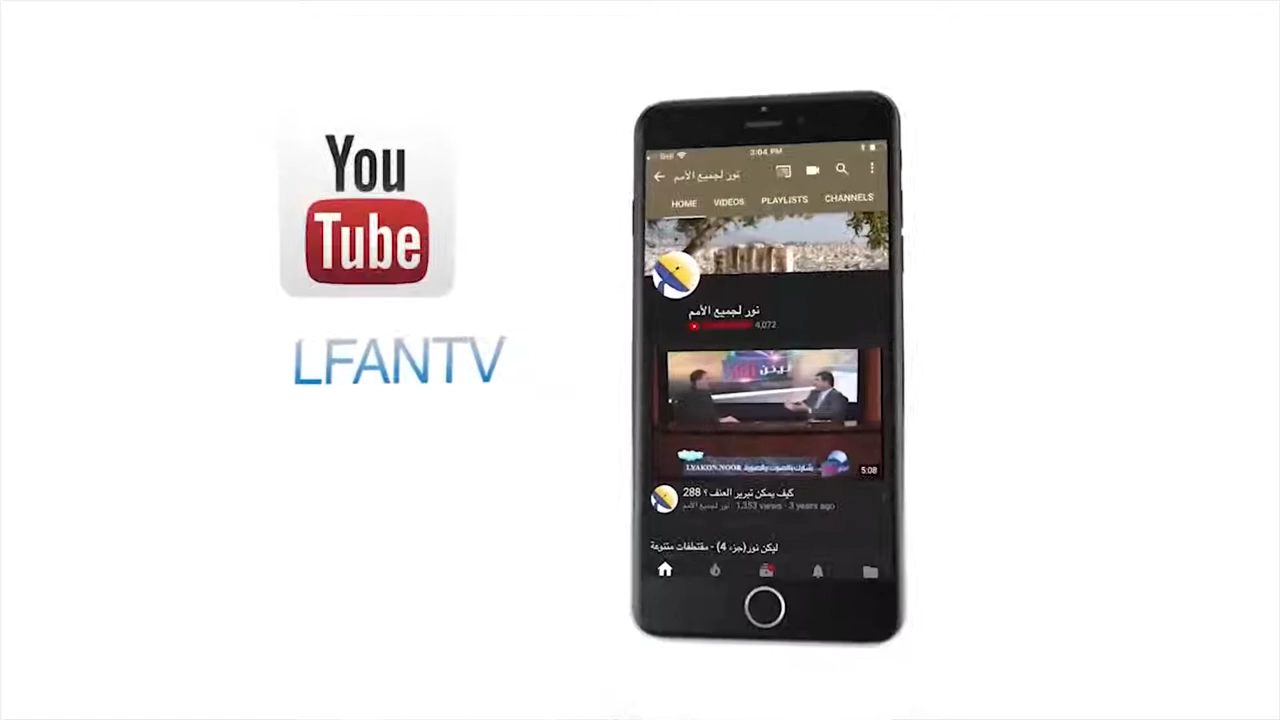 You
Tube
LFANTV
3:04 PM
نور لجميع الأمم
HOME VIDEOS PLAYLISTS CHANNELS
نور لجميع الأمم
4,072
ليكن نور
LYAKON.NOOR
5:08
كيف يمكن تبرير العنف ؟ 288
نور لجميع الأمم · 1,353 views · 3 years ago
ليكن نور(جزء 4) - مقتطفات متنوعة